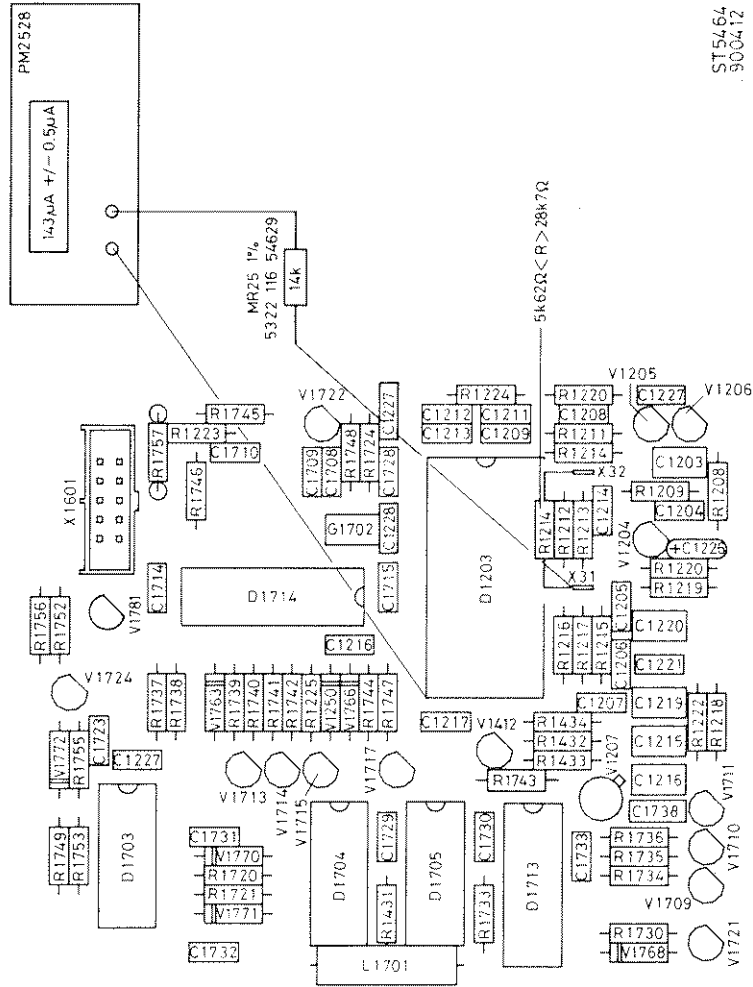 PM2528
143µA +/- 0.5µA
ST5464
900412
MR25 1%
5322 116 54629
14k
5k62Ω<R>28k7Ω
X1601
R1757
R1745
R1223
C1710
R1746
V1722
C1709
C1708
R1748
R1724
C1227
C1728
G1702
C1228
C1714
D1714
C1715
C1216
R1224
C1212
C1211
C1213
C1209
R1220
C1208
R1211
R1214
V1205
C1227
V1206
X32
C1203
R1209
C1204
R1208
D1203
R1214
R1212
R1213
C1214
X31
V1204
+C1225
R1220
R1219
R1216
R1217
R1215
C1205
C1206
C1220
C1221
R1756
R1752
V1781
V1724
R1737
R1738
V1763
R1739
R1740
R1741
R1742
R1225
V1250
V1766
R1744
R1747
C1217
V1412
R1434
R1432
R1433
C1207
V1207
C1219
C1215
R1222
R1218
V1772
R1755
C1723
C1227
V1713
V1714
V1715
V1717
R1743
C1216
C1738
V1711
R1749
R1753
D1703
C1731
V1770
R1720
R1721
V1771
C1732
D1704
C1729
R1431
D1705
C1730
R1733
D1713
C1733
R1736
R1735
R1734
V1710
V1709
L1701
R1730
V1768
V1721